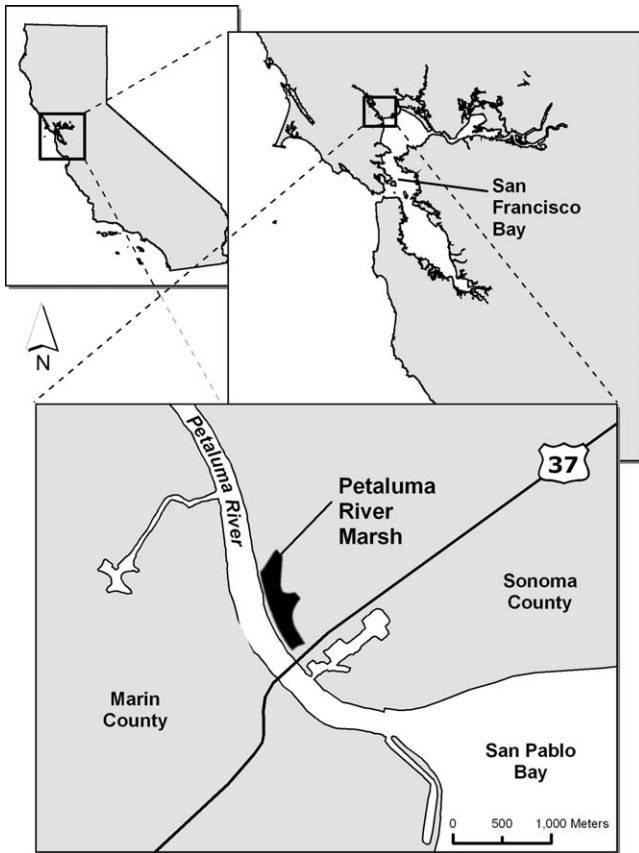 San
Francisco
Bay
N
Petaluma River
37
Petaluma
River
Marsh
Sonoma
County
Marin
County
San Pablo
Bay
0 500 1,000 Meters